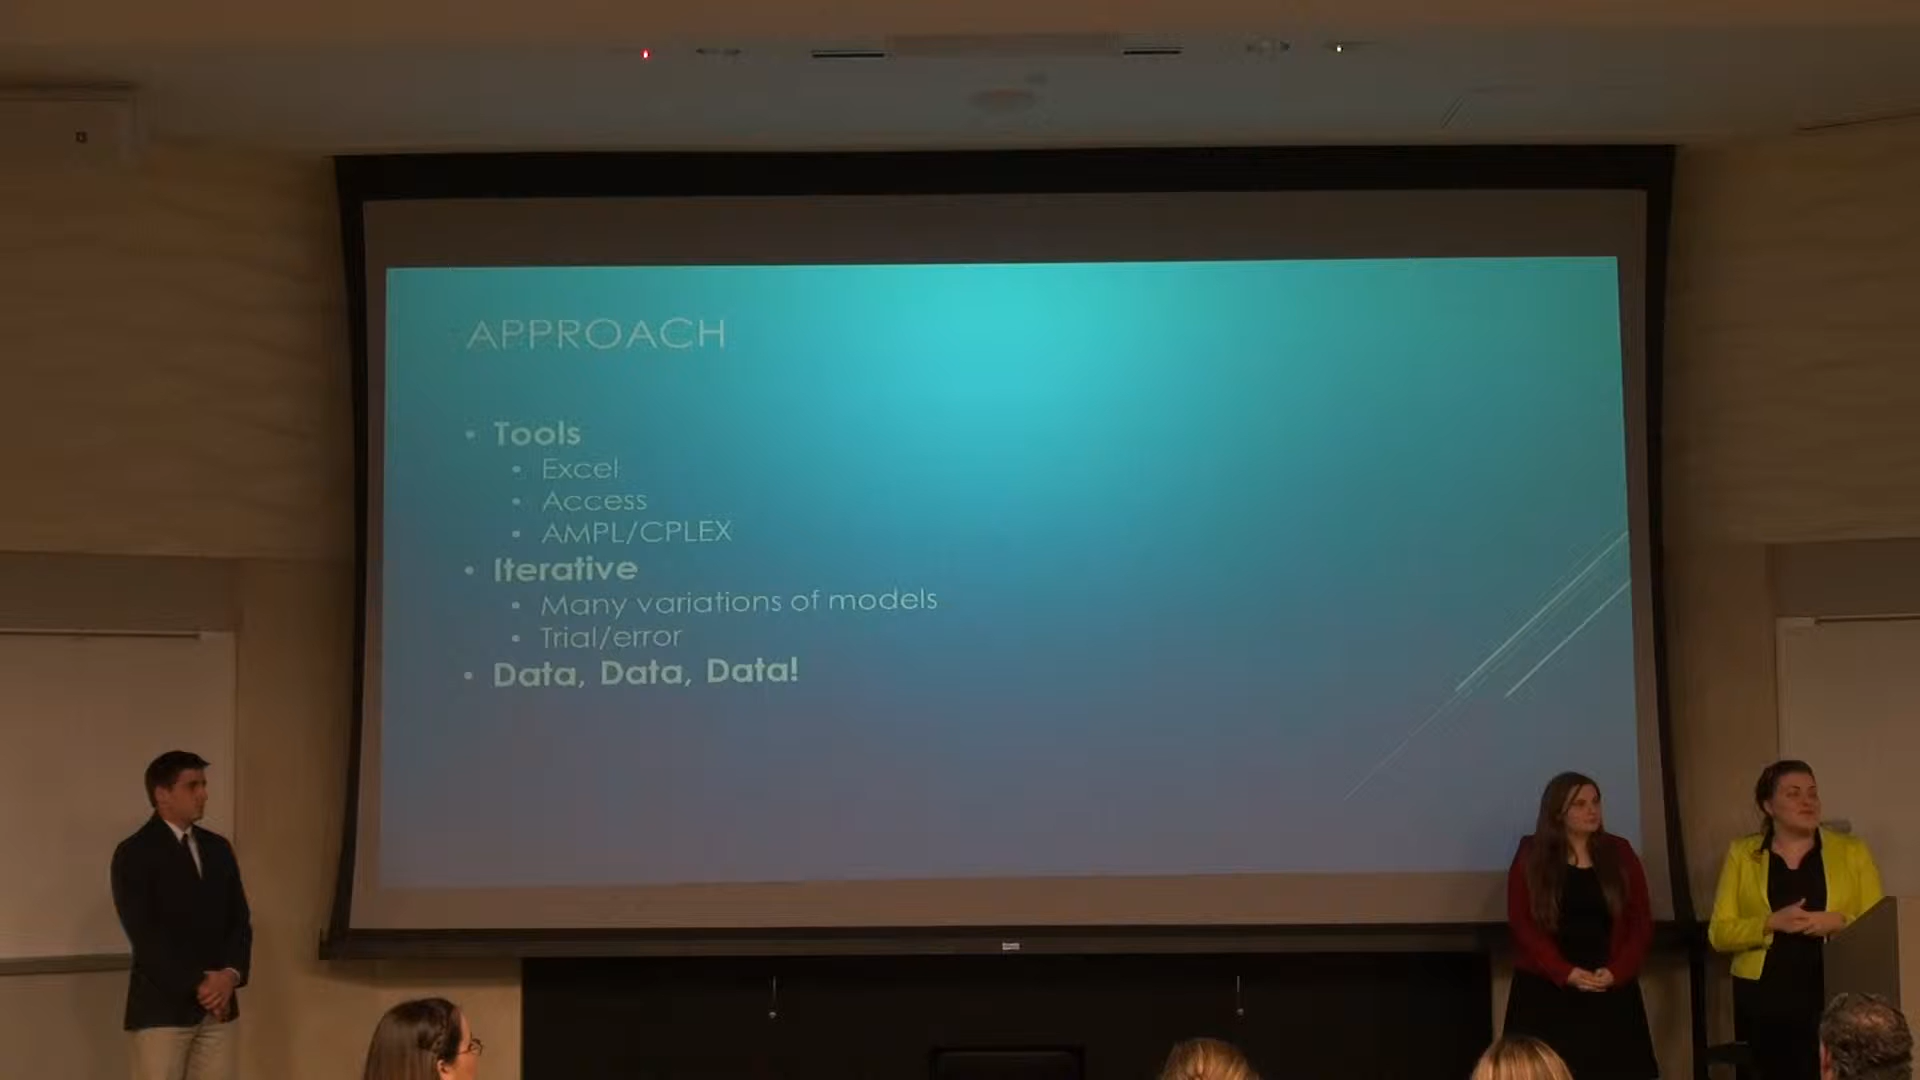 APPROACH
• Tools
• Excel
• Access
• AMPL/CPLEX
• Iterative
• Many variations of models
• Trial/error
• Data, Data, Data!